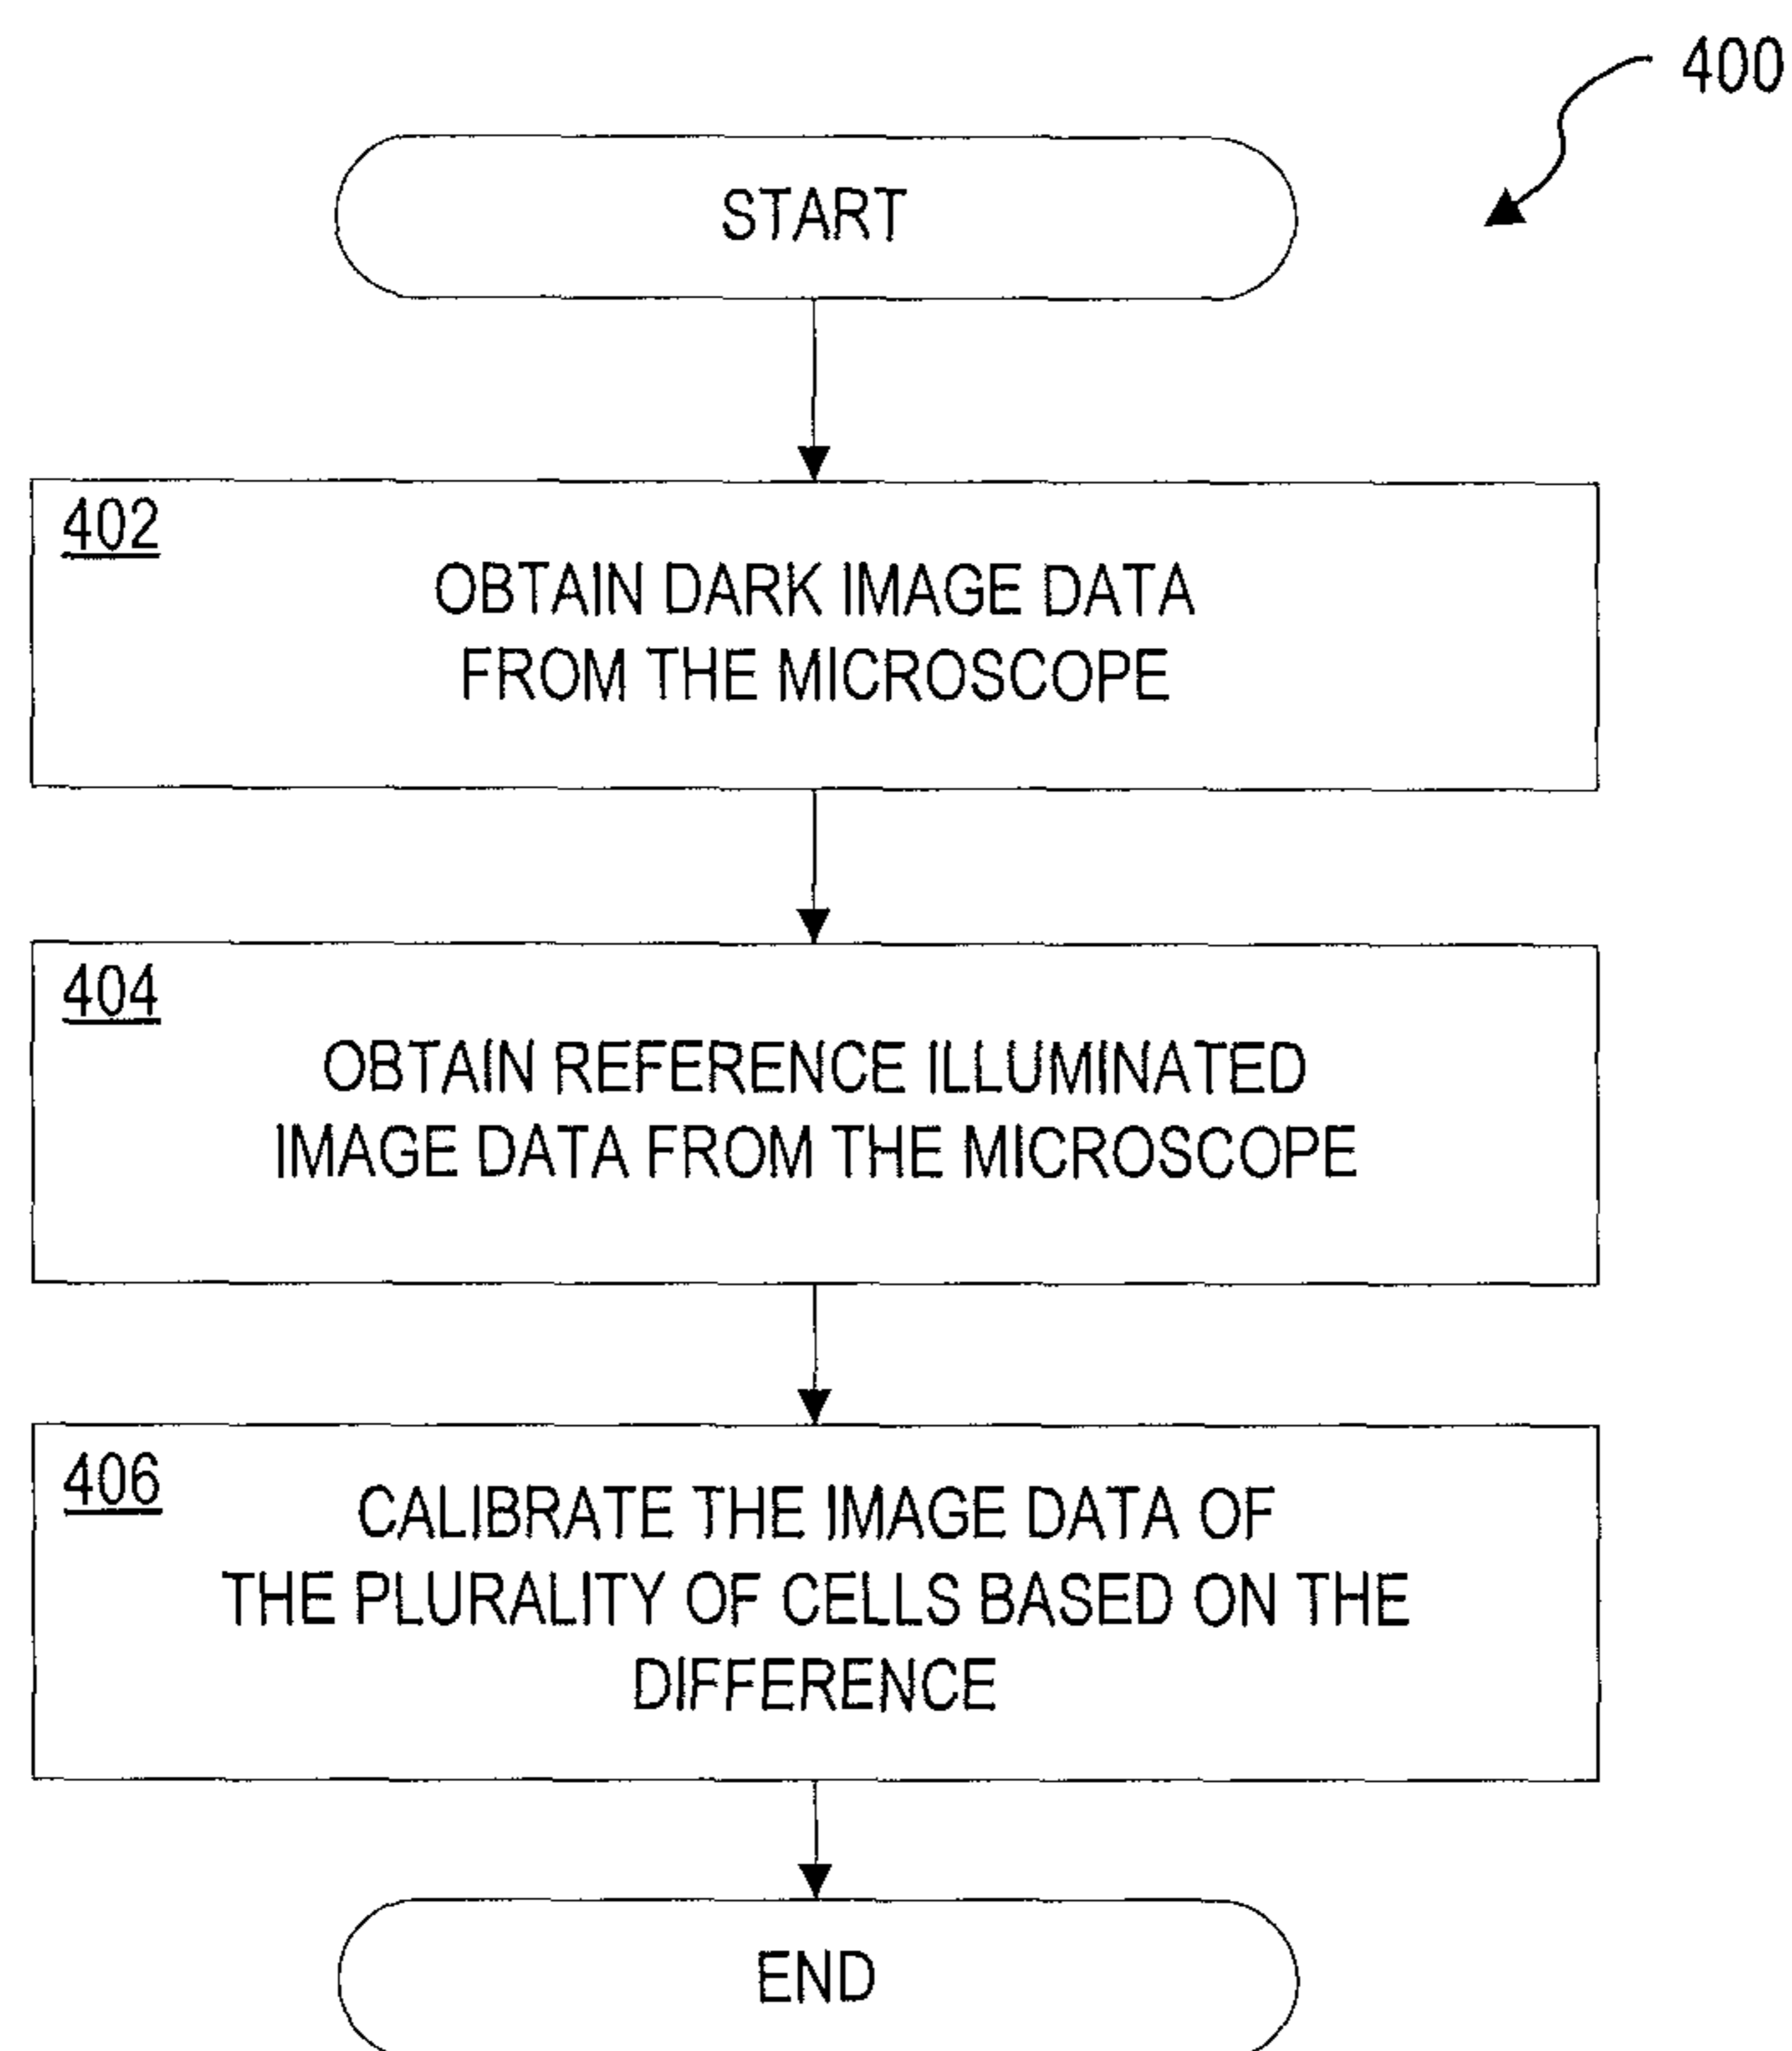 400
START
402
OBTAIN DARK IMAGE DATA
FROM THE MICROSCOPE
404
OBTAIN REFERENCE ILLUMINATED
IMAGE DATA FROM THE MICROSCOPE
406
CALIBRATE THE IMAGE DATA OF
THE PLURALITY OF CELLS BASED ON THE
DIFFERENCE
END